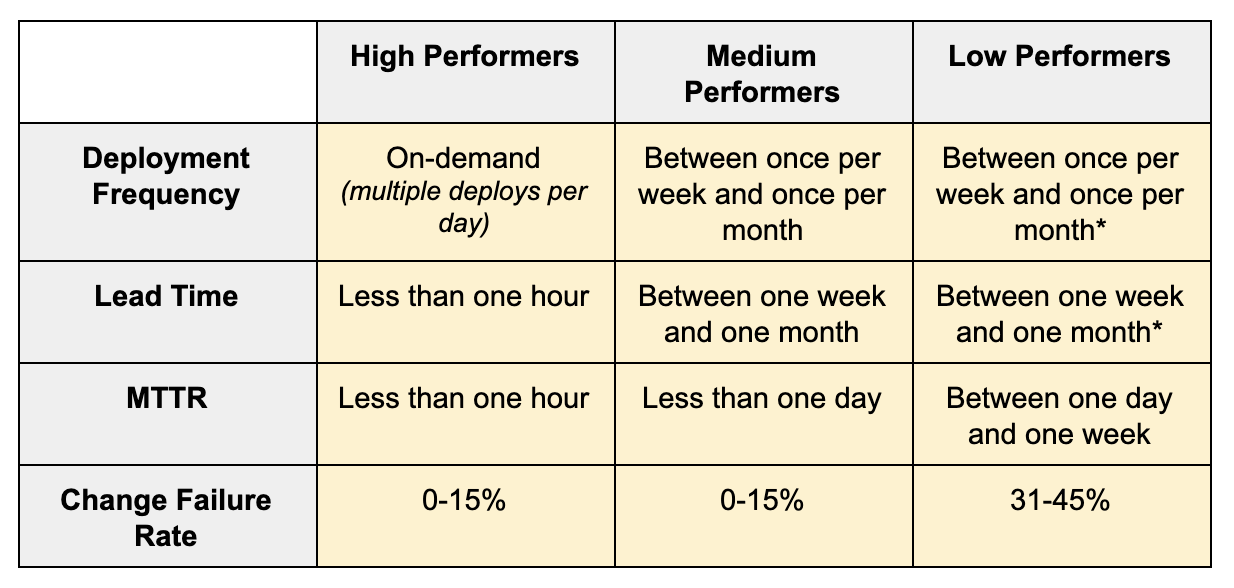 High Performers
Medium
Performers
Low Performers
Deployment
Frequency
On-demand
(multiple deploys per
day)
Between once per
week and once per
month
Between once per
week and once per
month*
Lead Time
Less than one hour
Between one week
and one month
Between one week
and one month*
MTTR
Less than one hour
Less than one day
Between one day
and one week
Change Failure
Rate
0-15%
0-15%
31-45%